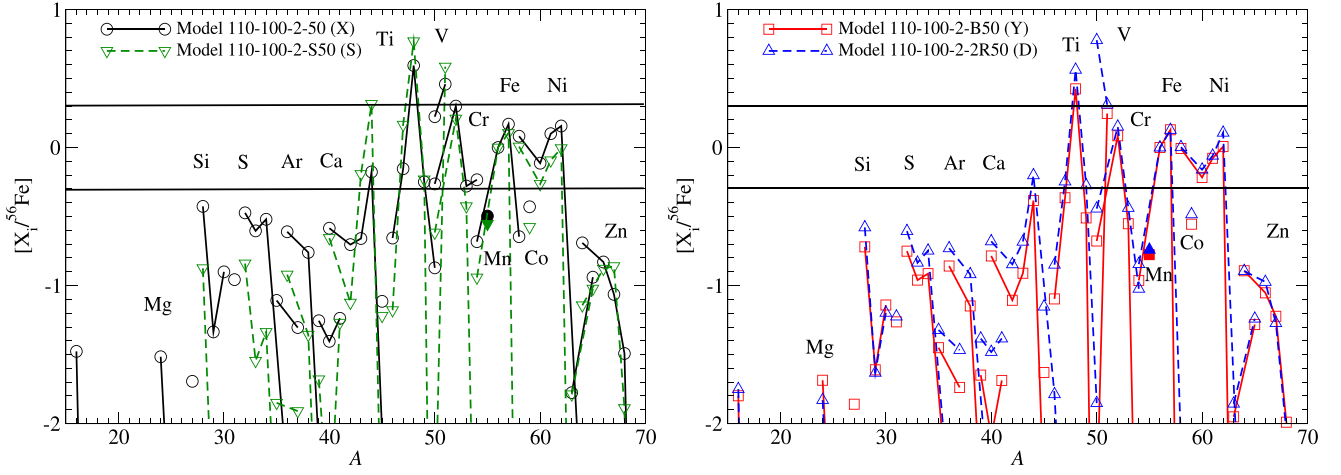 Model 110-100-2-50 (X)
Model 110-100-2-S50 (S)
Ti V
Fe Ni
Cr
Si S Ar Ca
Mn Co
Zn
Mg
[Xᵢ/⁵⁶Fe]
1
0
-1
-2
20 30 40 50 60 70
A
Model 110-100-2-B50 (Y)
Model 110-100-2-2R50 (D)
Ti V
Fe Ni
Cr
Si S Ar Ca
Co
Zn
Mn
Mg
[Xᵢ/⁵⁶Fe]
1
0
-1
-2
20 30 40 50 60 70
A